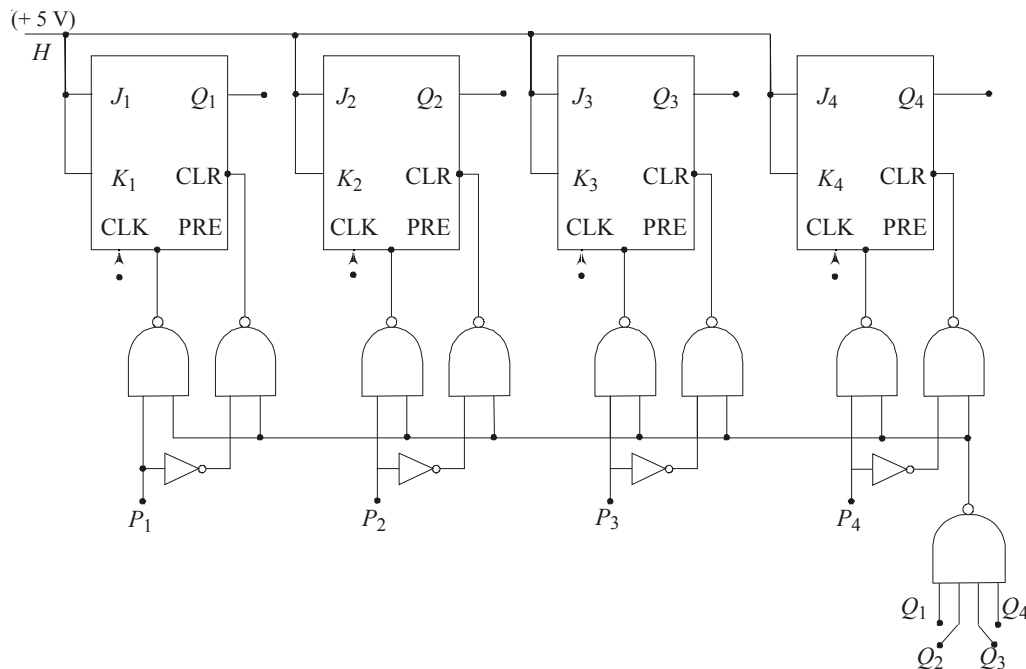 (+ 5 V)
H
J1 Q1 J2 Q2 J3 Q3 J4 Q4
K1 CLR K2 CLR K3 CLR K4 CLR
CLK PRE CLK PRE CLK PRE CLK PRE
P1 P2 P3 P4
Q1 Q4
Q2 Q3